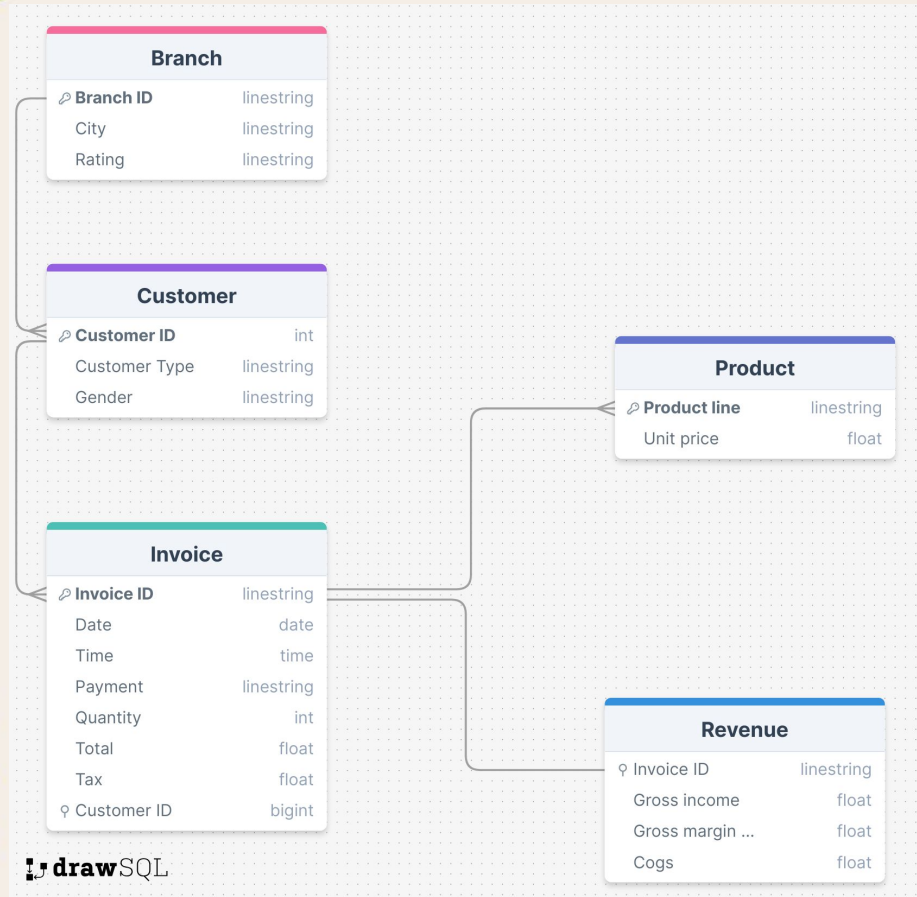 Branch
Branch ID linestring
City linestring
Rating linestring
Customer
Customer ID int
Customer Type linestring
Gender linestring
Product
Product line linestring
Unit price float
Invoice
Invoice ID linestring
Date date
Time time
Payment linestring
Quantity int
Total float
Tax float
Customer ID bigint
Revenue
Invoice ID linestring
Gross income float
Gross margin ... float
Cogs float
drawSQL